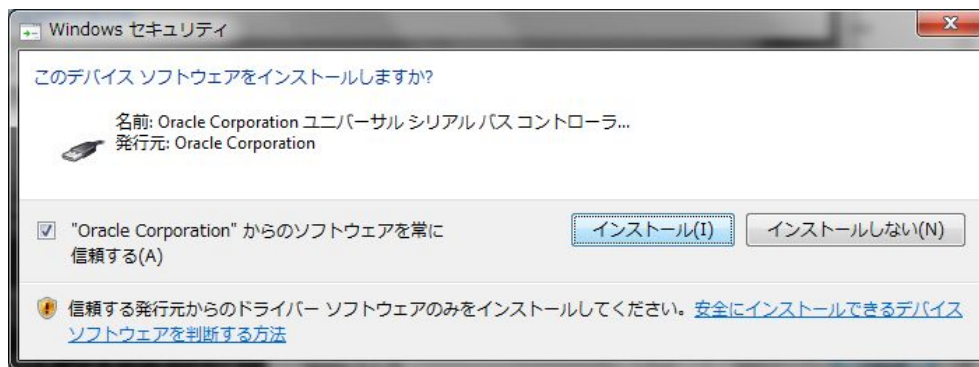 Windows セキュリティ
このデバイス ソフトウェアをインストールしますか?
名前: Oracle Corporation ユニバーサル シリアル バス コントローラ...
発行元: Oracle Corporation
"Oracle Corporation" からのソフトウェアを常に
信頼する(A)
インストール(I)
インストールしない(N)
信頼する発行元からのドライバー ソフトウェアのみをインストールしてください。安全にインストールできるデバイス
ソフトウェアを判断する方法